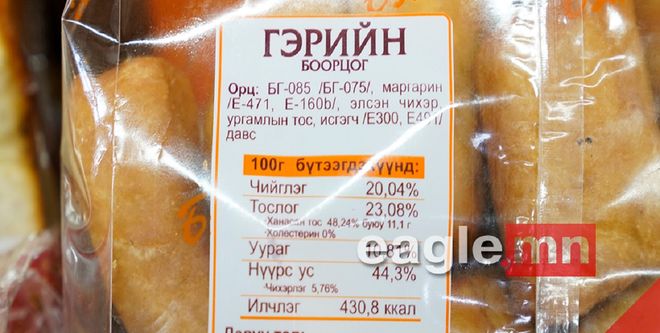 ГЭРИЙН
БООРЦОГ
Орц: БГ-085 /БГ-075/, маргарин
/Е-471, Е-160b/, элсэн чихэр,
ургамлын тос, исгэгч /Е300, Е491/
давс
100г бүтээгдэхүүнд:
Чийглэг 20,04%
Тослог 23,08%
-Ханасан тос 48,24% буюу 11,1 г
-Холестерин 0%
Уураг 10,81%
eagle.mn
Нүүрс ус 44,3%
-Чихэрлэг 5,76%
Илчлэг 430,8 ккал